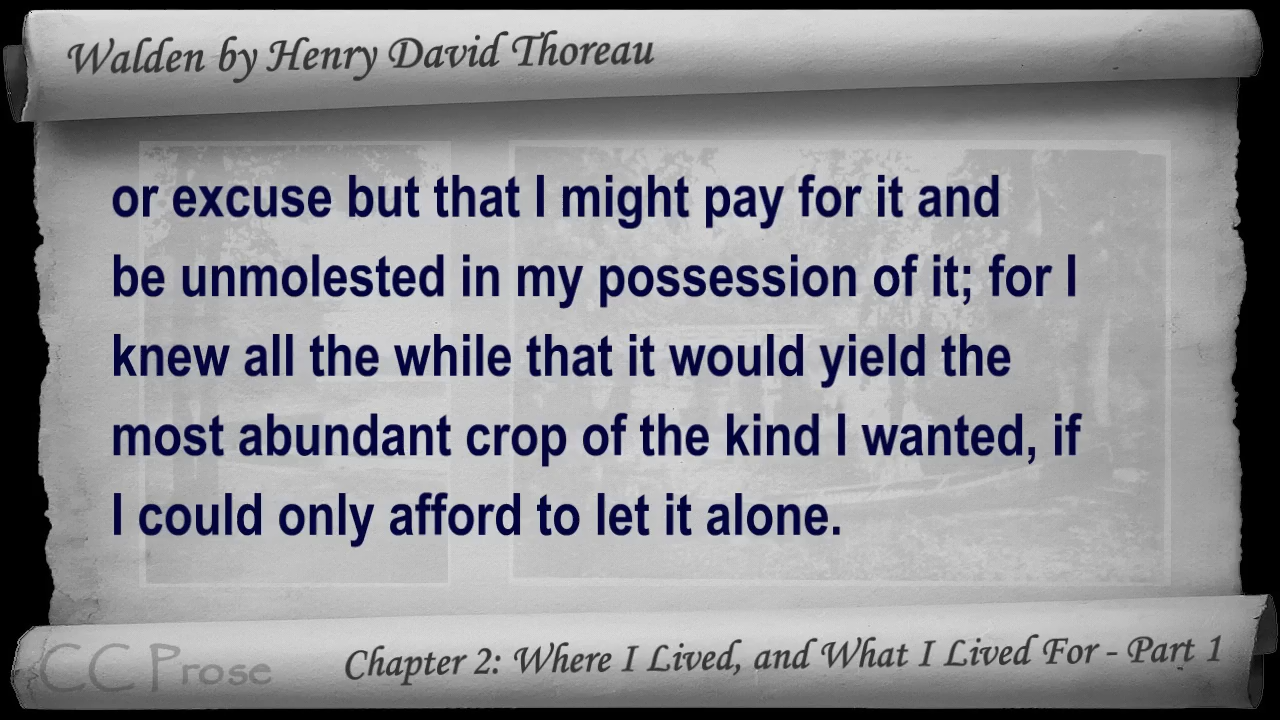 Walden by Henry David Thoreau
or excuse but that I might pay for it and
be unmolested in my possession of it; for I
knew all the while that it would yield the
most abundant crop of the kind I wanted, if
I could only afford to let it alone.
CC Prose
Chapter 2: Where I Lived, and What I Lived For - Part 1